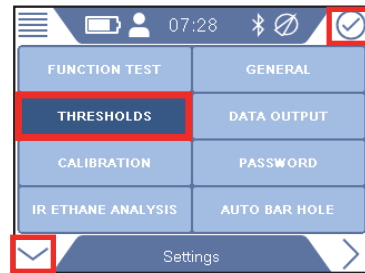 07:28
FUNCTION TEST GENERAL
THRESHOLDS DATA OUTPUT
CALIBRATION PASSWORD
IR ETHANE ANALYSIS AUTO BAR HOLE
Settings